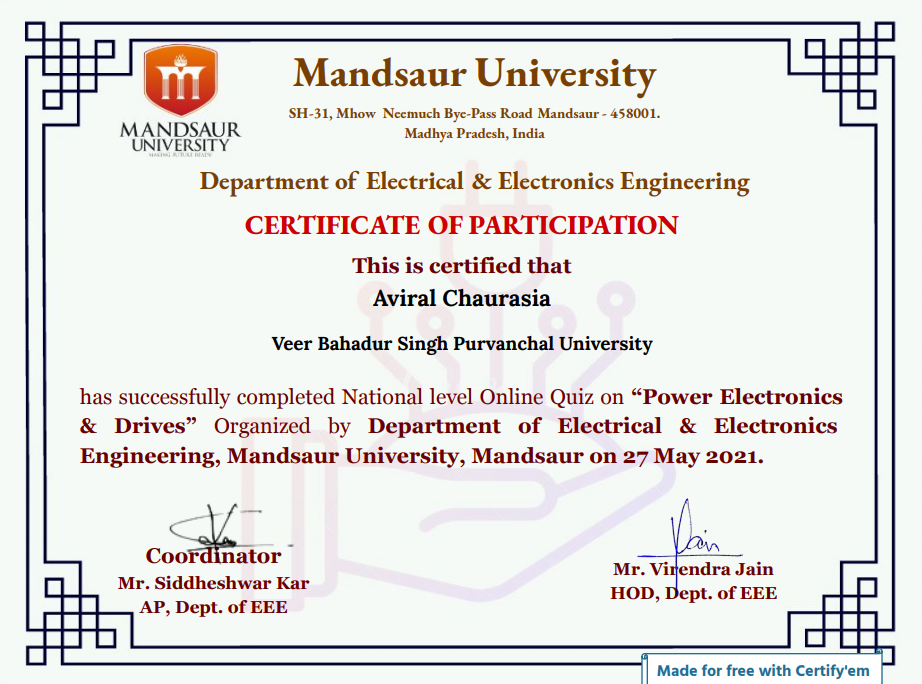 MANDSAUR
UNIVERSITY
MAKING FUTURE READY
Mandsaur University
SH-31, Mhow Neemuch Bye-Pass Road Mandsaur - 458001.
Madhya Pradesh, India
Department of Electrical & Electronics Engineering
CERTIFICATE OF PARTICIPATION
This is certified that
Aviral Chaurasia
Veer Bahadur Singh Purvanchal University
has successfully completed National level Online Quiz on “Power Electronics
& Drives” Organized by Department of Electrical & Electronics
Engineering, Mandsaur University, Mandsaur on 27 May 2021.
Coordinator
Mr. Siddheshwar Kar
AP, Dept. of EEE
Jain
Mr. Virendra Jain
HOD, Dept. of EEE
Made for free with Certify'em